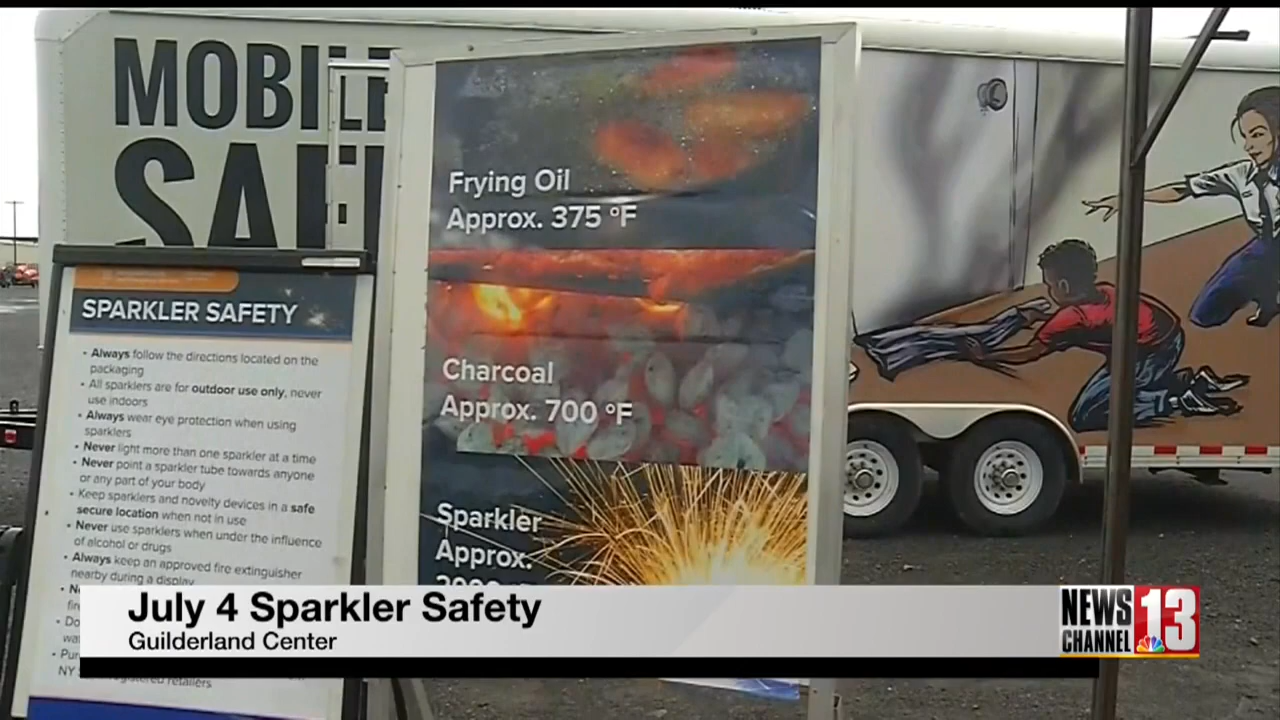 MOBILE
SAFE
Frying Oil
Approx. 375 °F
Charcoal
Approx. 700 °F
Sparkler
Approx.
SPARKLER SAFETY
• Always follow the directions located on the
packaging
• All sparklers are for outdoor use only, never
use indoors
• Always wear eye protection when using
sparklers
• Never light more than one sparkler at a time
• Never point a sparkler tube towards anyone
or any part of your body
• Keep sparklers and novelty devices in a safe
secure location when not in use
• Never use sparklers when under the influence
of alcohol or drugs
• Always keep an approved fire extinguisher
nearby during a display
NY
retailers
July 4 Sparkler Safety
Guilderland Center
NEWS
CHANNEL 13